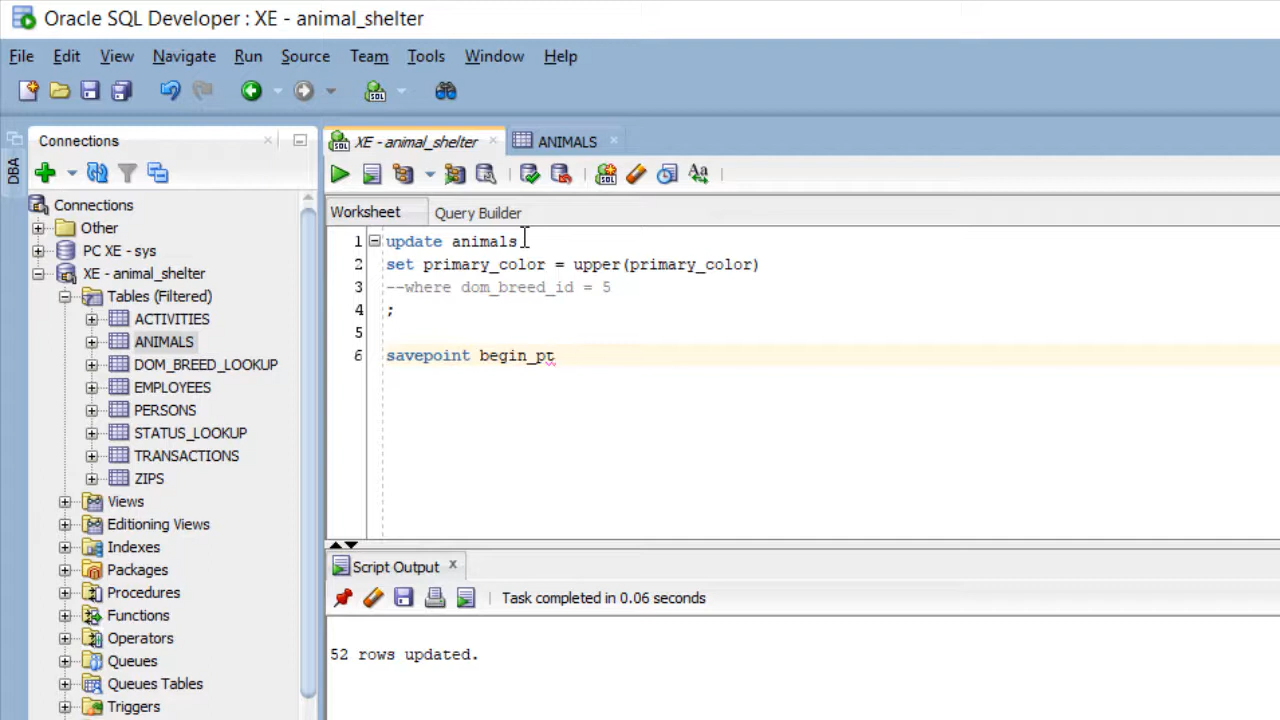 Oracle SQL Developer : XE - animal_shelter
File Edit View Navigate Run Source Team Tools Window Help
DBA
Connections
XE - animal_shelter
ANIMALS
Worksheet
Query Builder
Connections
Other
PC XE - sys
XE - animal_shelter
Tables (Filtered)
ACTIVITIES
ANIMALS
DOM_BREED_LOOKUP
EMPLOYEES
PERSONS
STATUS_LOOKUP
TRANSACTIONS
ZIPS
Views
Editioning Views
Indexes
Packages
Procedures
Functions
Operators
Queues
Queues Tables
Triggers
1 update animals
2 set primary_color = upper(primary_color)
3 --where dom_breed_id = 5
4 ;
5
6 savepoint begin_pt
Script Output
Task completed in 0.06 seconds
52 rows updated.